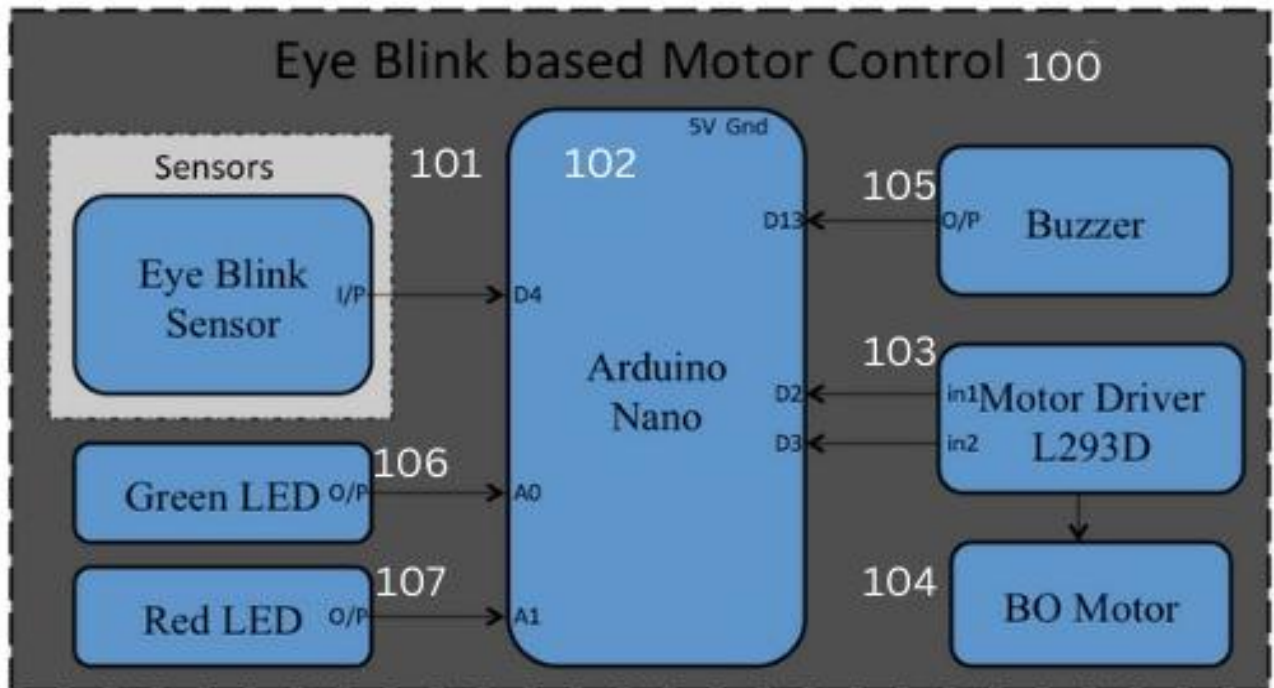 Eye Blink based Motor Control 100
Sensors
101
Eye Blink
Sensor
I/P
102
5V Gnd
D4
Arduino
Nano
D13
D2
D3
A0
A1
105
O/P
Buzzer
103
in1
in2
Motor Driver
L293D
104
BO Motor
106
Green LED
O/P
107
Red LED
O/P